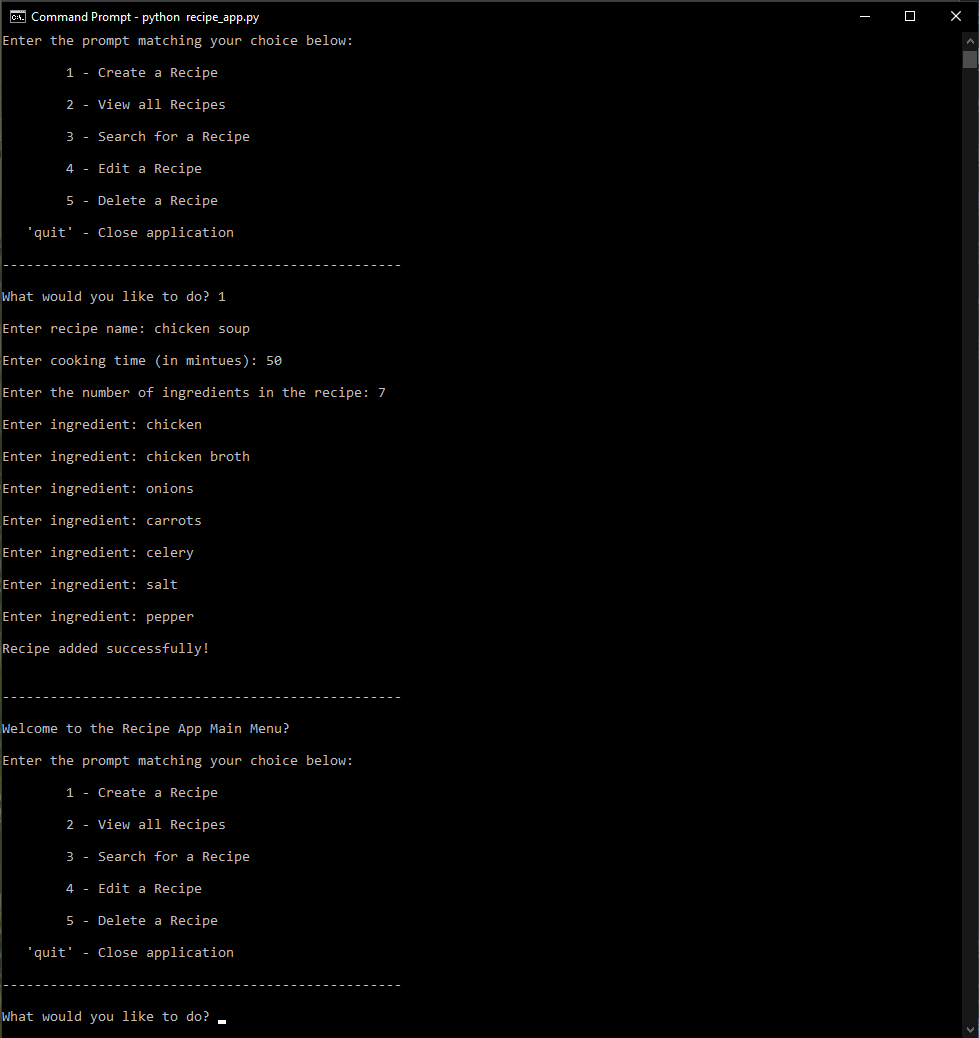 Command Prompt - python recipe_app.py
Enter the prompt matching your choice below:
1 - Create a Recipe
2 - View all Recipes
3 - Search for a Recipe
4 - Edit a Recipe
5 - Delete a Recipe
'quit' - Close application
--------------------------------------------------
What would you like to do? 1
Enter recipe name: chicken soup
Enter cooking time (in mintues): 50
Enter the number of ingredients in the recipe: 7
Enter ingredient: chicken
Enter ingredient: chicken broth
Enter ingredient: onions
Enter ingredient: carrots
Enter ingredient: celery
Enter ingredient: salt
Enter ingredient: pepper
Recipe added successfully!
--------------------------------------------------
Welcome to the Recipe App Main Menu?
Enter the prompt matching your choice below:
1 - Create a Recipe
2 - View all Recipes
3 - Search for a Recipe
4 - Edit a Recipe
5 - Delete a Recipe
'quit' - Close application
--------------------------------------------------
What would you like to do?